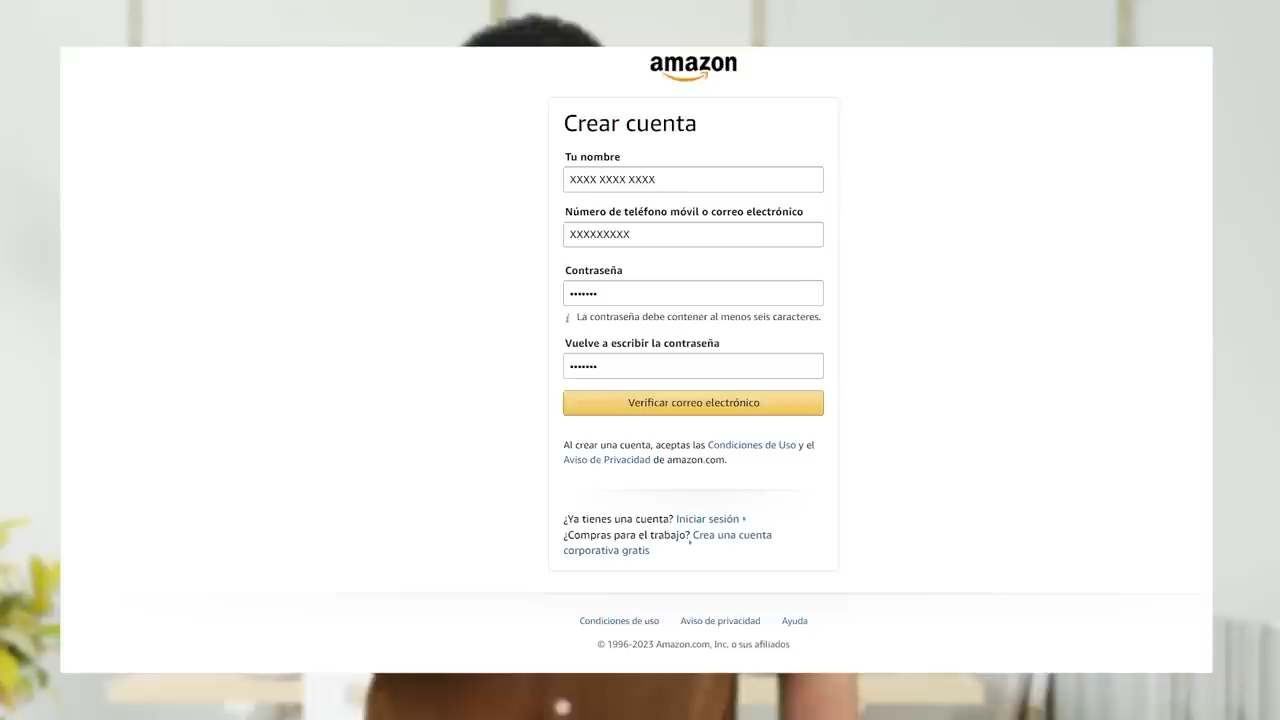 amazon
Crear cuenta
Tu nombre
XXXX XXXX XXXX
Número de teléfono móvil o correo electrónico
XXXXXXXXX
Contraseña
•••••••
i La contraseña debe contener al menos seis caracteres.
Vuelve a escribir la contraseña
•••••••
Verificar correo electrónico
Al crear una cuenta, aceptas las Condiciones de Uso y el
Aviso de Privacidad de amazon.com.
¿Ya tienes una cuenta? Iniciar sesión
¿Compras para el trabajo? Crea una cuenta
corporativa gratis
Condiciones de uso Aviso de privacidad Ayuda
© 1996-2023 Amazon.com, Inc. o sus afiliados